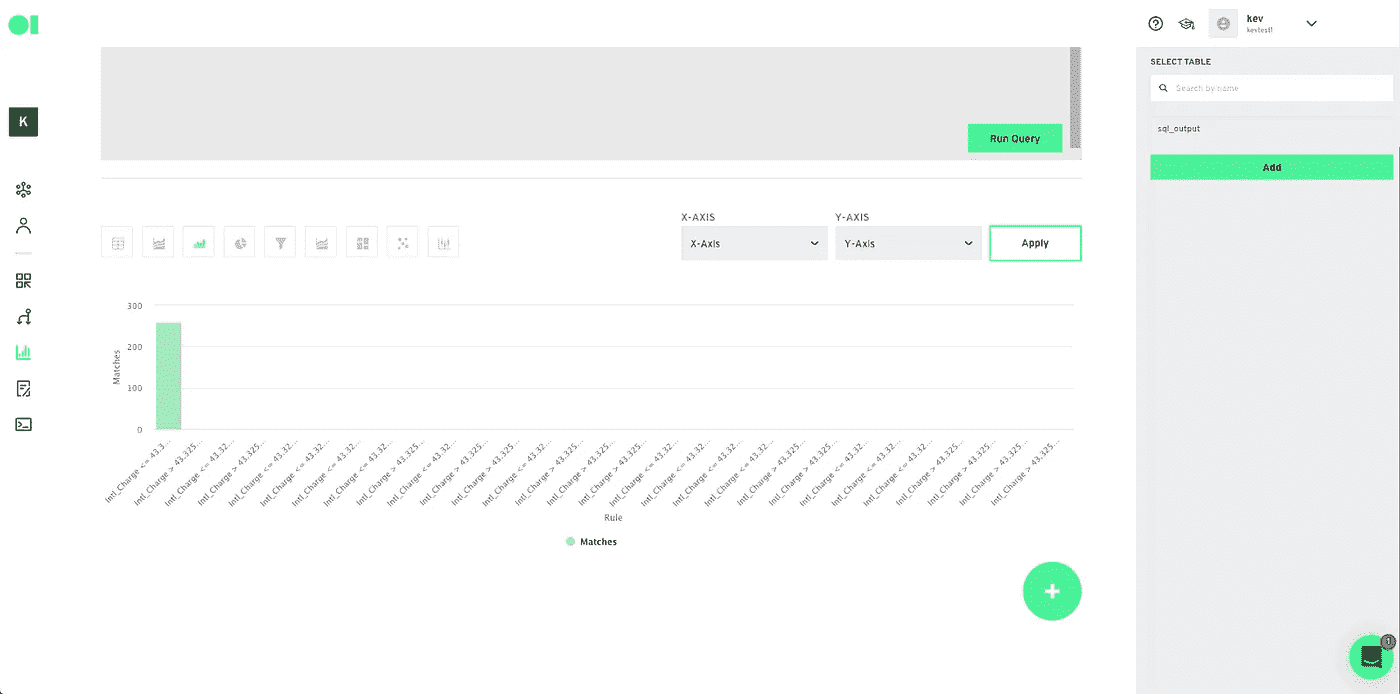 K
kev
kevtest1
SELECT TABLE
Search by name
sql_output
Add
Run Query
X-AXIS
Y-AXIS
X-Axis
Y-Axis
Apply
300
200
100
0
Matches
Intl_Charge <= 43.3...
Intl_Charge > 43.325...
Intl_Charge <= 43.32...
Intl_Charge > 43.325...
Intl_Charge <= 43.32...
Intl_Charge <= 43.32...
Intl_Charge <= 43.32...
Intl_Charge <= 43.32...
Intl_Charge > 43.325...
Intl_Charge <= 43.32...
Intl_Charge > 43.325...
Intl_Charge > 43.325...
Intl_Charge <= 43.32...
Intl_Charge > 43.325...
Intl_Charge > 43.325...
Intl_Charge > 43.325...
Intl_Charge <= 43.32...
Intl_Charge <= 43.32...
Intl_Charge <= 43.32...
Intl_Charge <= 43.32...
Intl_Charge > 43.325...
Intl_Charge > 43.325...
Intl_Charge <= 43.32...
Intl_Charge <= 43.32...
Intl_Charge <= 43.32...
Intl_Charge > 43.325...
Intl_Charge > 43.325...
Intl_Charge > 43.325...
Intl_Charge > 43.325...
Rule
Matches
+